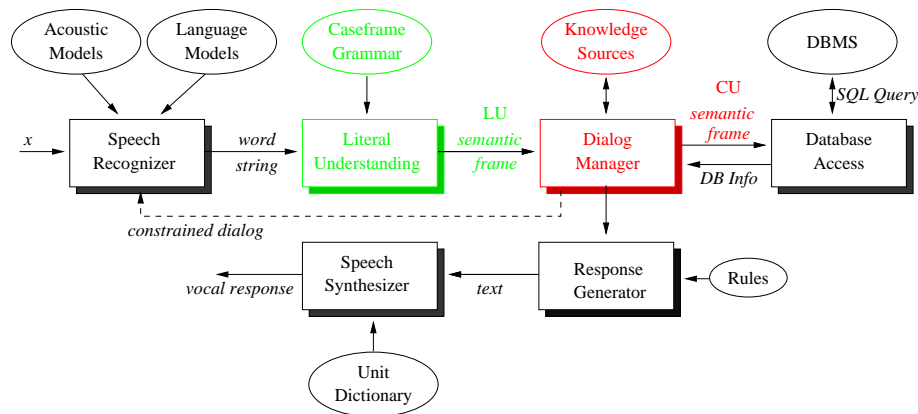 Acoustic
Models
Language
Models
Caseframe
Grammar
Knowledge
Sources
DBMS
x
Speech
Recognizer
word
string
Literal
Understanding
LU
semantic
frame
Dialog
Manager
CU
semantic
frame
SQL Query
DB Info
Database
Access
constrained dialog
vocal response
Speech
Synthesizer
text
Response
Generator
Rules
Unit
Dictionary